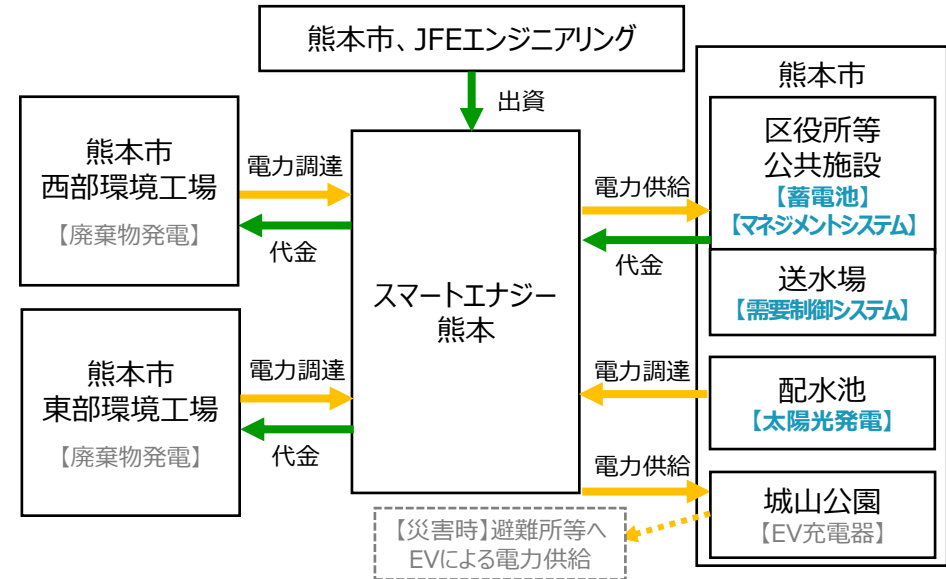 熊本市、JFEエンジニアリング
出資
熊本市
西部環境工場
【廃棄物発電】
電力調達
代金
熊本市
東部環境工場
【廃棄物発電】
電力調達
代金
スマートエナジー
熊本
電力供給
代金
電力調達
電力供給
熊本市
区役所等
公共施設
【蓄電池】
【マネジメントシステム】
送水場
【需要制御システム】
配水池
【太陽光発電】
城山公園
【EV充電器】
【災害時】避難所等へ
EVによる電力供給